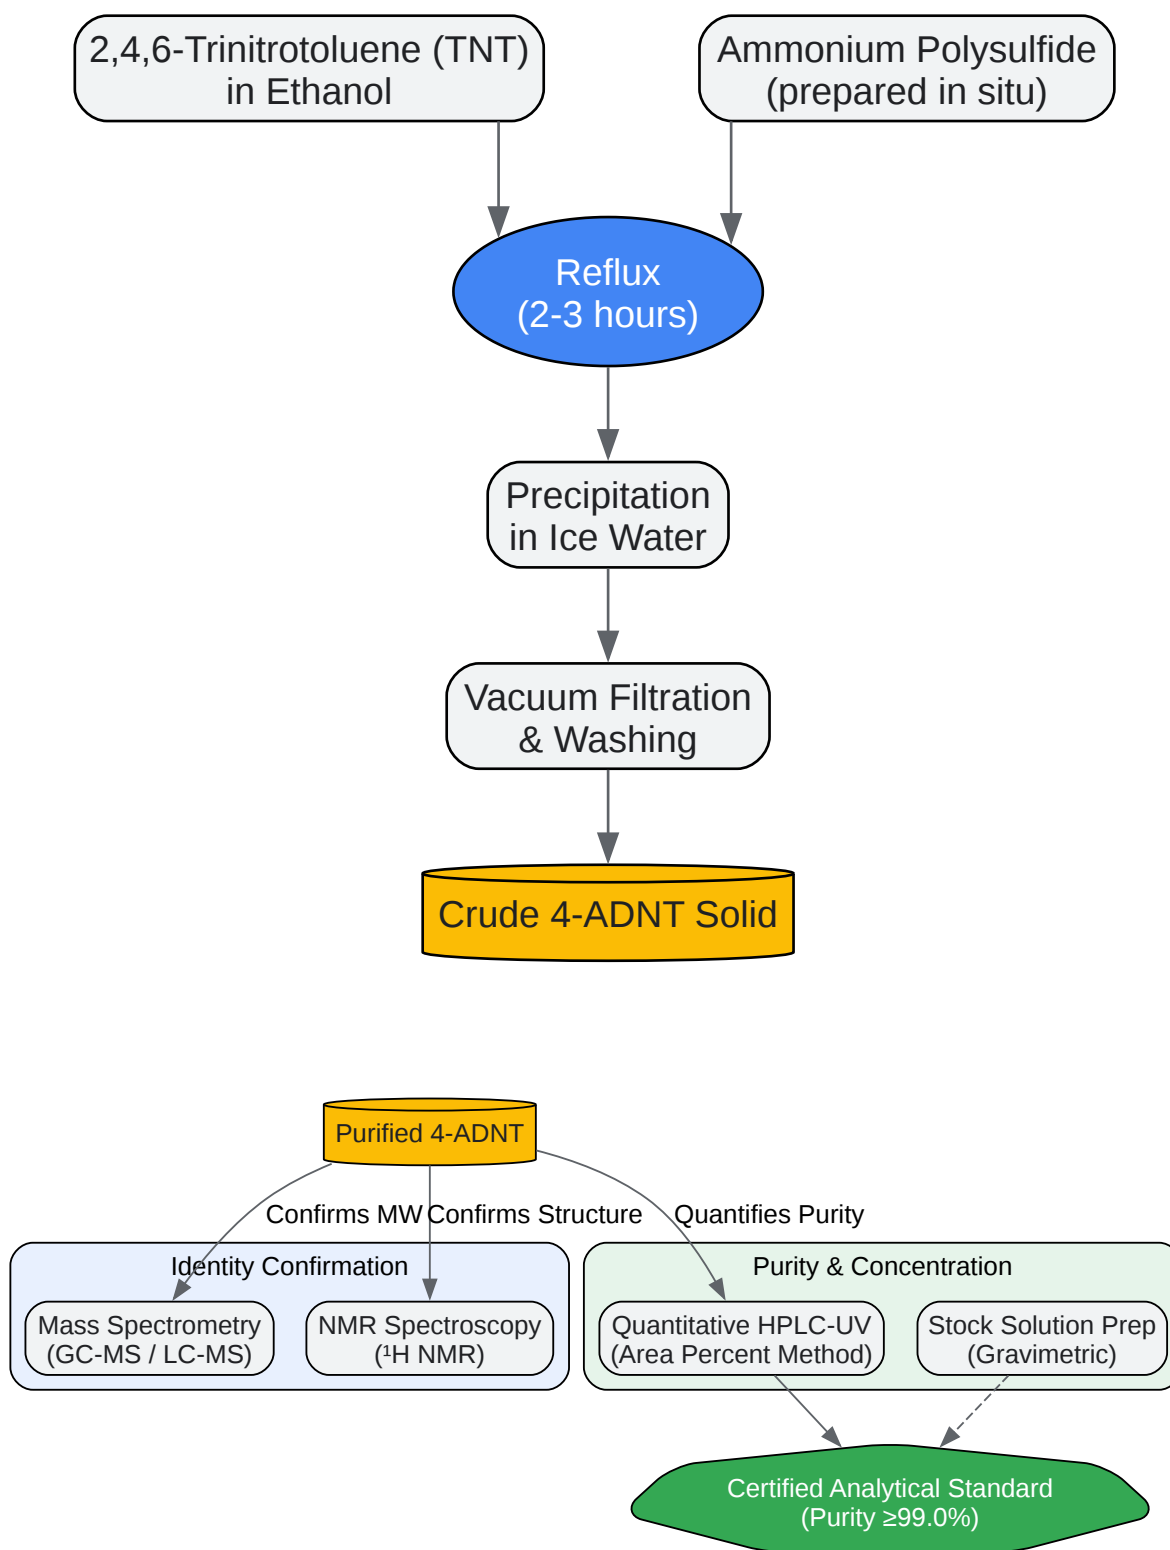 2,4,6-Trinitrotoluene (TNT)
in Ethanol
Ammonium Polysulfide
(prepared in situ)
Reflux
(2-3 hours)
Precipitation
in Ice Water
Vacuum Filtration
& Washing
Crude 4-ADNT Solid
Purified 4-ADNT
Confirms MW
Confirms Structure
Quantifies Purity
Identity Confirmation
Purity & Concentration
Mass Spectrometry
(GC-MS / LC-MS)
NMR Spectroscopy
(¹H NMR)
Quantitative HPLC-UV
(Area Percent Method)
Stock Solution Prep
(Gravimetric)
Certified Analytical Standard
(Purity ≥99.0%)